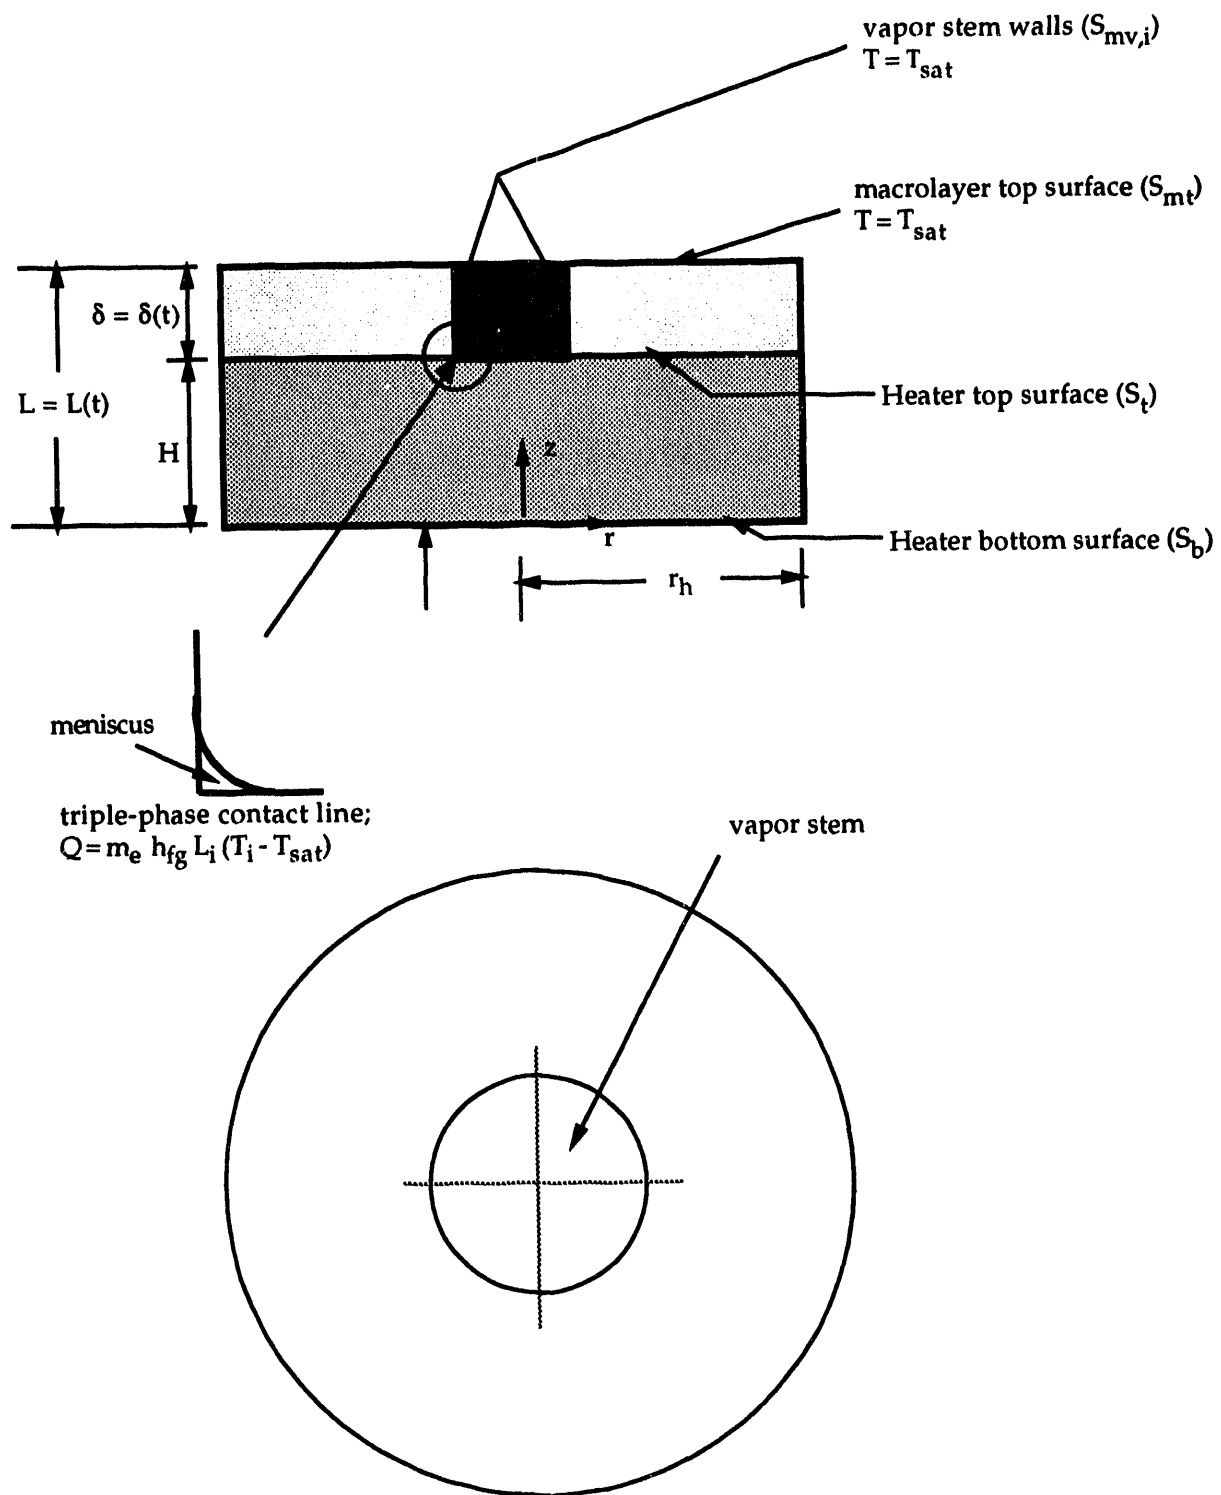 vapor stem walls (S_mv,i)
T = T_sat
macrolayer top surface (S_mt)
T = T_sat
δ = δ(t)
L = L(t)
H
Heater top surface (S_t)
z
r
Heater bottom surface (S_b)
r_h
meniscus
triple-phase contact line;
Q = m_e h_fg L_i (T_i - T_sat)
vapor stem